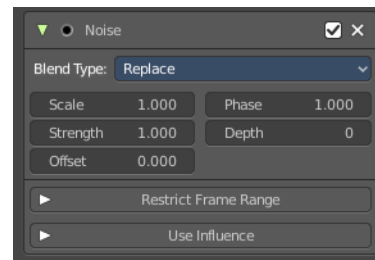 Noise
Blend Type: Replace
Scale 1.000 Phase 1.000
Strength 1.000 Depth 0
Offset 0.000
Restrict Frame Range
Use Influence